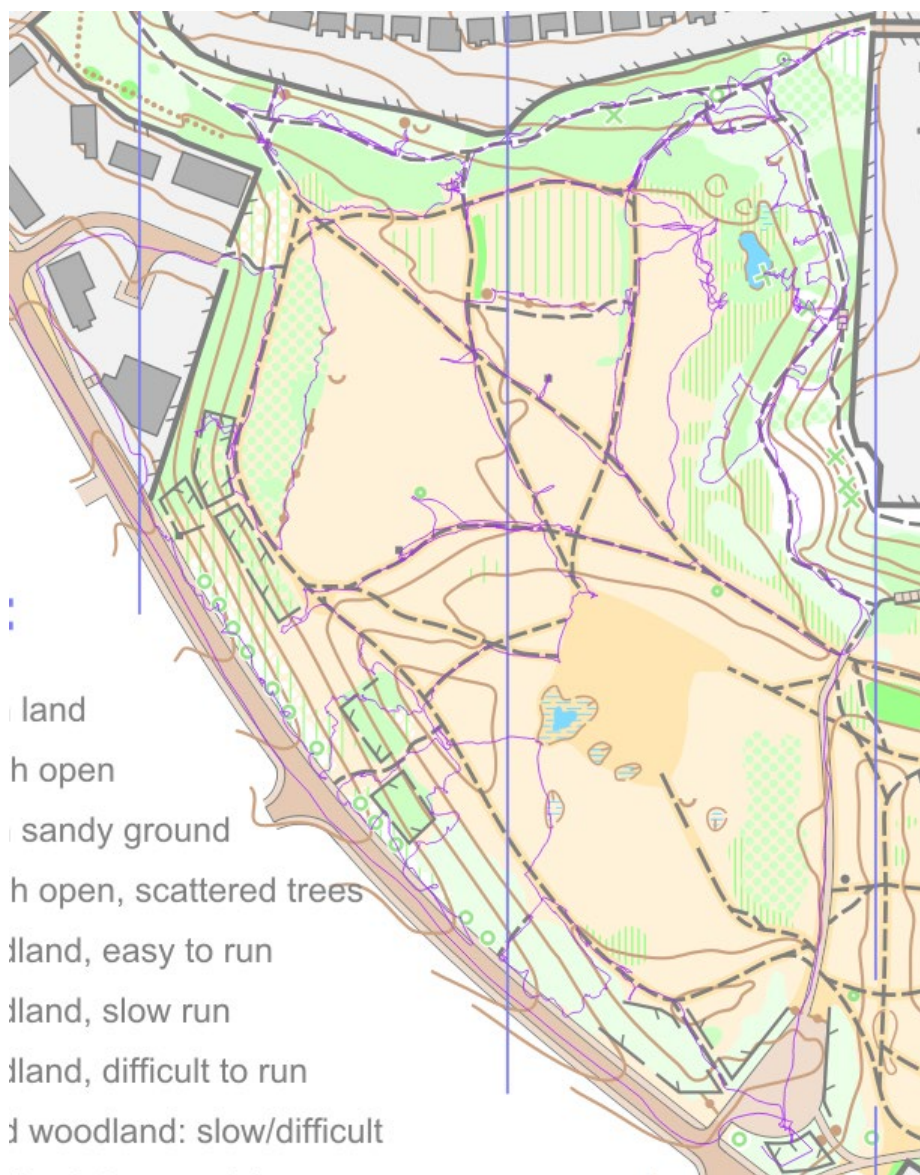 land
h open
sandy ground
h open, scattered trees
dland, easy to run
dland, slow run
dland, difficult to run
d woodland: slow/difficult